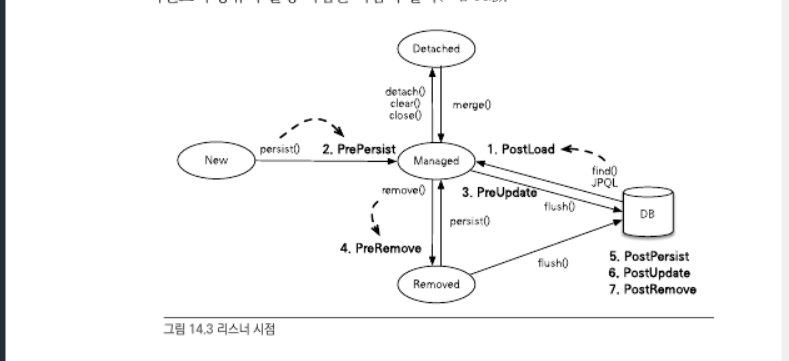 Detached
detach()
clear()
close()
merge()
New
persist()
2. PrePersist
Managed
1. PostLoad
find()
JPQL
remove()
3. PreUpdate
flush()
DB
persist()
4. PreRemove
flush()
Removed
5. PostPersist
6. PostUpdate
7. PostRemove
그림 14.3 리스너 시점